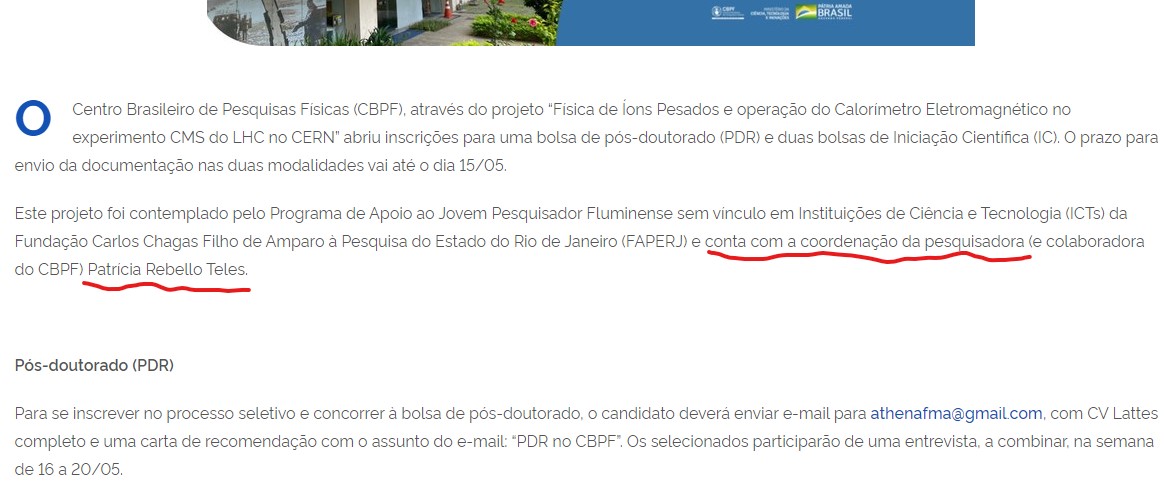 CBPF
MINISTÉRIO DA
CIÊNCIA, TECNOLOGIA
E INOVAÇÕES
PÁTRIA AMADA
BRASIL
O Centro Brasileiro de Pesquisas Físicas (CBPF), através do projeto “Física de Íons Pesados e operação do Calorímetro Eletromagnético no
experimento CMS do LHC no CERN” abriu inscrições para uma bolsa de pós-doutorado (PDR) e duas bolsas de Iniciação Científica (IC). O prazo para
envio da documentação nas duas modalidades vai até o dia 15/05.
Este projeto foi contemplado pelo Programa de Apoio ao Jovem Pesquisador Fluminense sem vínculo em Instituições de Ciência e Tecnologia (ICTs) da
Fundação Carlos Chagas Filho de Amparo à Pesquisa do Estado do Rio de Janeiro (FAPERJ) e conta com a coordenação da pesquisadora (e colaboradora
do CBPF) Patrícia Rebello Teles.
Pós-doutorado (PDR)
Para se inscrever no processo seletivo e concorrer à bolsa de pós-doutorado, o candidato deverá enviar e-mail para athenafma@gmail.com, com CV Lattes
completo e uma carta de recomendação com o assunto do e-mail: “PDR no CBPF”. Os selecionados participarão de uma entrevista, a combinar, na semana
de 16 a 20/05.